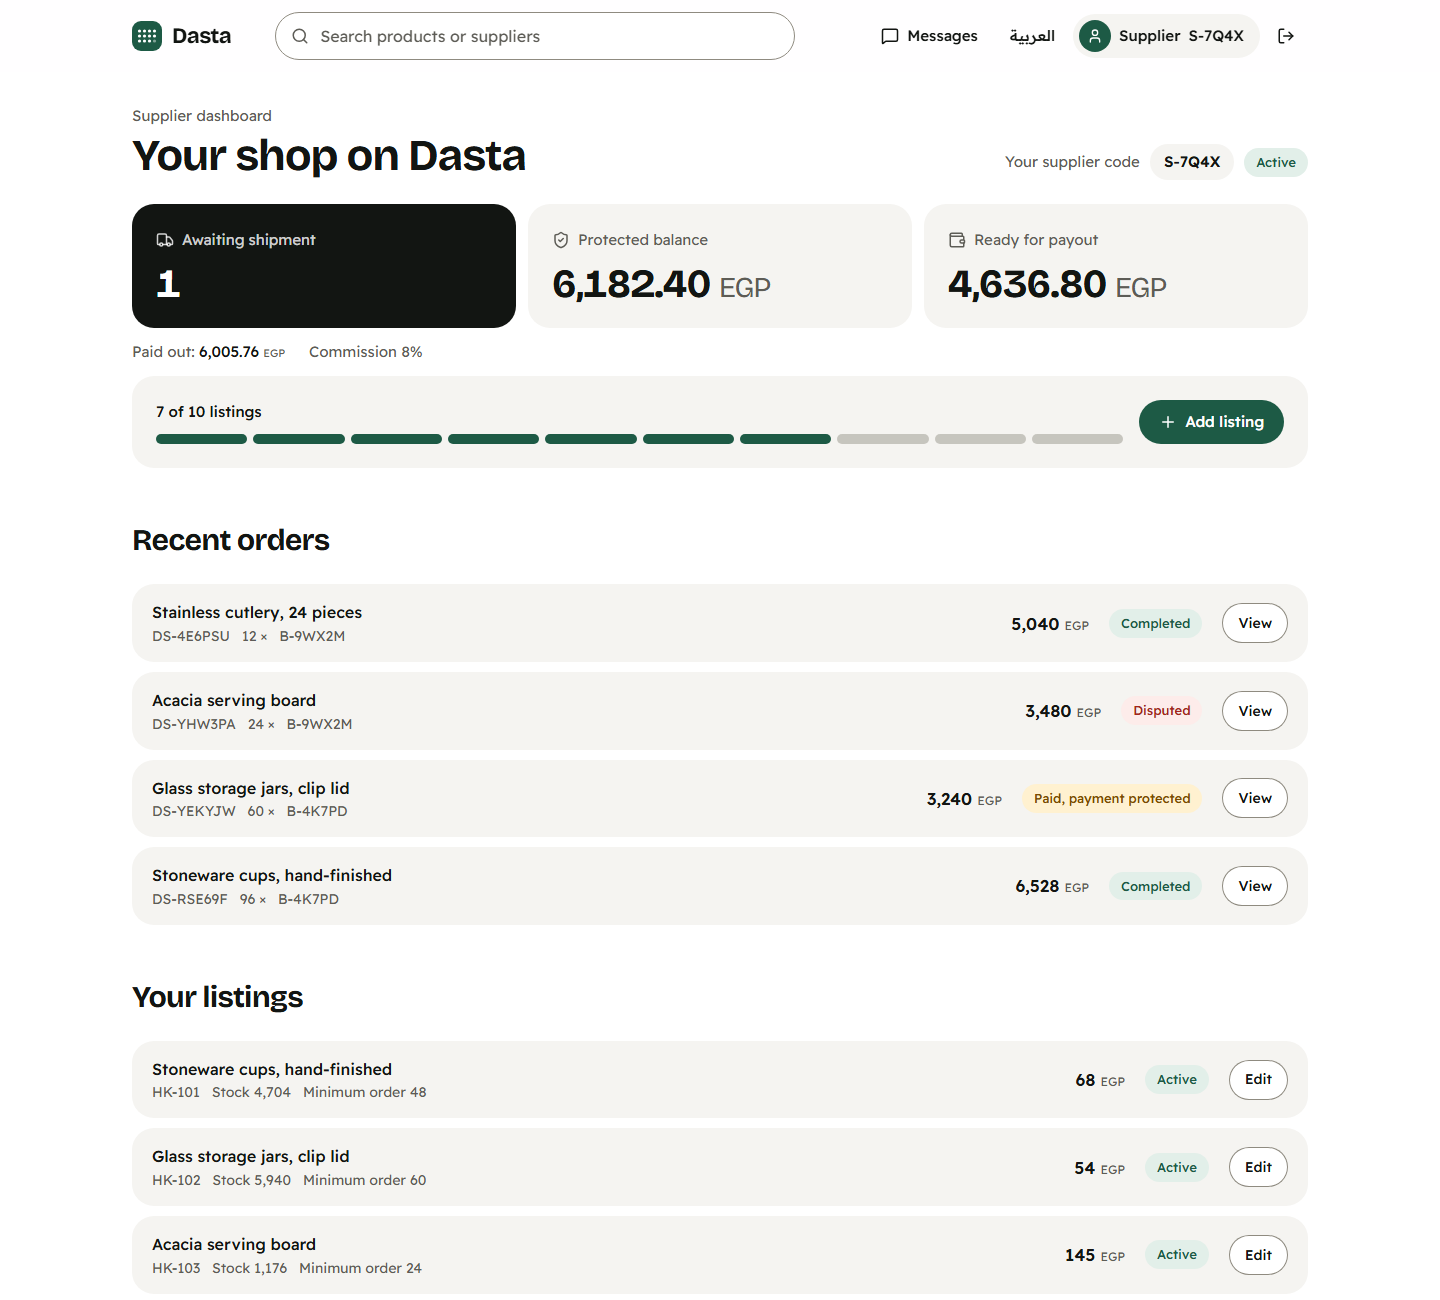 Dasta
Search products or suppliers
Messages
العربية
Supplier S-7Q4X
Supplier dashboard
Your shop on Dasta
Your supplier code S-7Q4X Active
Awaiting shipment
1
Protected balance
6,182.40 EGP
Ready for payout
4,636.80 EGP
Paid out: 6,005.76 EGP Commission 8%
7 of 10 listings
Add listing
Recent orders
Stainless cutlery, 24 pieces
DS-4E6PSU 12 × B-9WX2M
5,040 EGP Completed View
Acacia serving board
DS-YHW3PA 24 × B-9WX2M
3,480 EGP Disputed View
Glass storage jars, clip lid
DS-YEKYJW 60 × B-4K7PD
3,240 EGP Paid, payment protected View
Stoneware cups, hand-finished
DS-RSE69F 96 × B-4K7PD
6,528 EGP Completed View
Your listings
Stoneware cups, hand-finished
HK-101 Stock 4,704 Minimum order 48
68 EGP Active Edit
Glass storage jars, clip lid
HK-102 Stock 5,940 Minimum order 60
54 EGP Active Edit
Acacia serving board
HK-103 Stock 1,176 Minimum order 24
145 EGP Active Edit